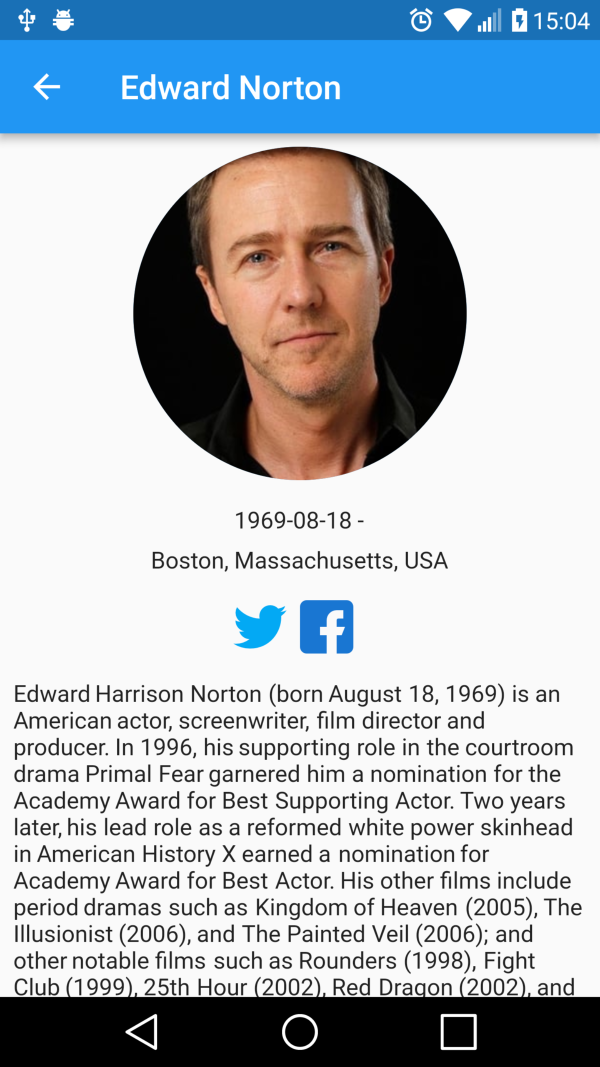 15:04
Edward Norton
1969-08-18 -
Boston, Massachusetts, USA
Edward Harrison Norton (born August 18, 1969) is an
American actor, screenwriter, film director and
producer. In 1996, his supporting role in the courtroom
drama Primal Fear garnered him a nomination for the
Academy Award for Best Supporting Actor. Two years
later, his lead role as a reformed white power skinhead
in American History X earned a nomination for
Academy Award for Best Actor. His other films include
period dramas such as Kingdom of Heaven (2005), The
Illusionist (2006), and The Painted Veil (2006); and
other notable films such as Rounders (1998), Fight
Club (1999), 25th Hour (2002), Red Dragon (2002), and